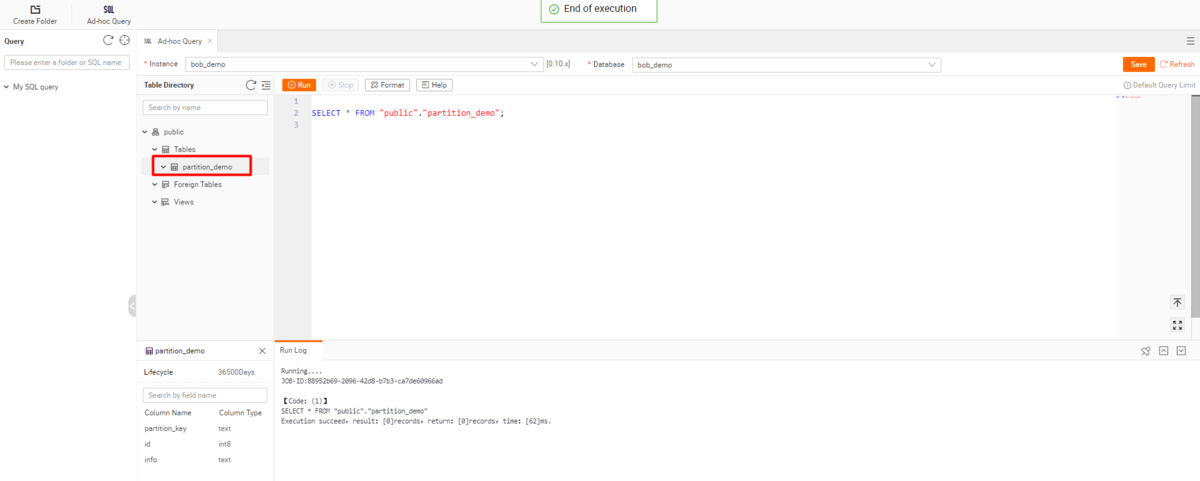 End of execution
Create Folder
SQL
Ad-hoc Query
Query
Please enter a folder or SQL name
My SQL query
SQL Ad-hoc Query ×
* Instance bob_demo [0.10.x] * Database bob_demo Save Refresh
Table Directory
Search by name
public
Tables
partition_demo
Foreign Tables
Views
Run Stop Format Help
Default Query Limit
1
2 SELECT * FROM "public"."partition_demo";
3
partition_demo
Lifecycle 36500Days
Search by field name
Column Name Column Type
partition_key text
id int8
info text
Run Log
Running....
JOB-ID:88952b69-2096-42d8-b7b3-ca7de60966ad
【Code: (1)】
SELECT * FROM "public"."partition_demo"
Execution succeed, result: [0]records, return: [0]records, time: [62]ms.